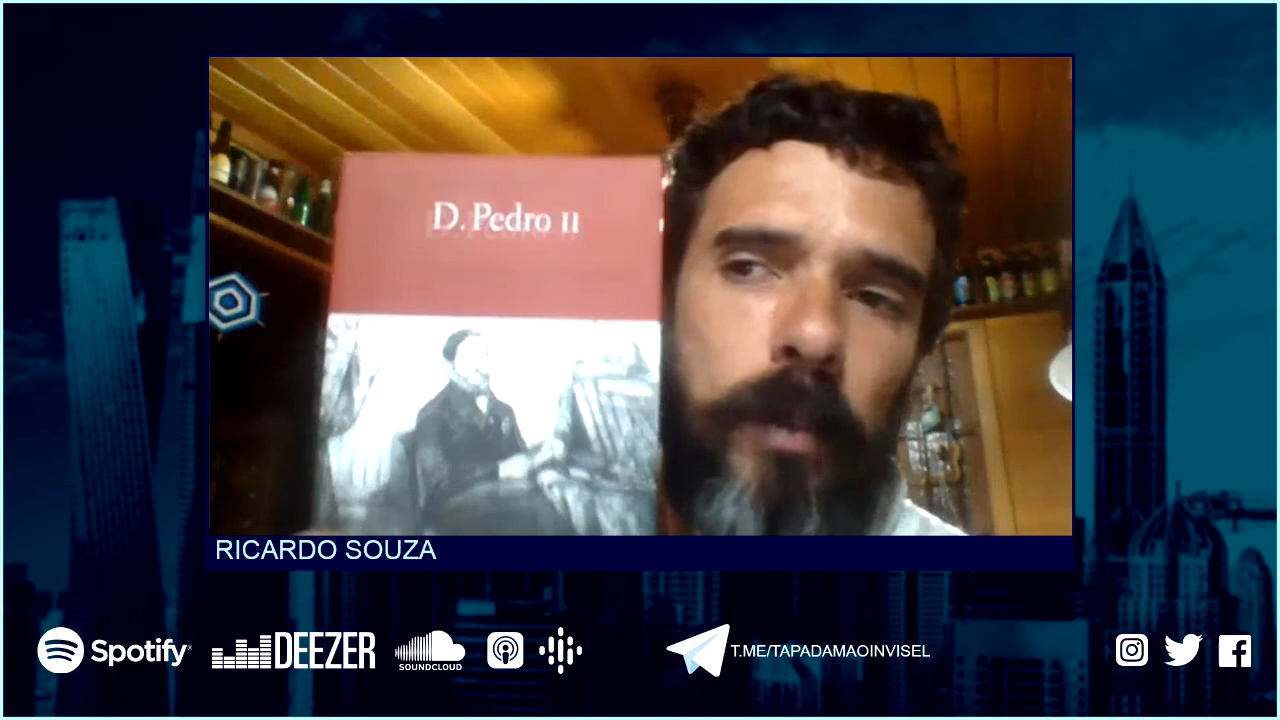 D. Pedro II
RICARDO SOUZA
Spotify
DEEZER
SOUNDCLOUD
T.ME/TAPADAMAOINVISEL